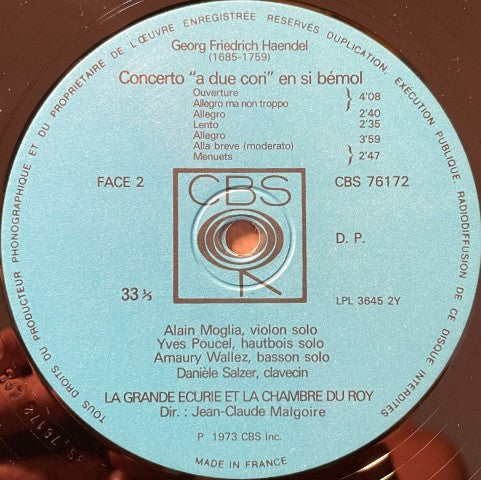 TOUS DROITS DU PRODUCTEUR PHONOGRAPHIQUE ET DU PROPRIETAIRE DE L'ŒUVRE ENREGISTREE RESERVES DUPLICATION, EXECUTION PUBLIQUE RADIODIFFUSION DE CE DISQUE INTERDITES
Georg Friedrich Haendel
(1685-1759)
Concerto "a due cori" en si bémol
Ouverture
Allegro ma non troppo } 4'08
Allegro 2'40
Lento 2'35
Allegro 3'59
Alla breve (moderato)
Menuets } 2'47
FACE 2
CBS
CBS 76172
D. P.
33 ⅓
LPL 3645 2Y
Alain Moglia, violon solo
Yves Poucel, hautbois solo
Amaury Wallez, basson solo
Danièle Salzer, clavecin
LA GRANDE ECURIE ET LA CHAMBRE DU ROY
Dir. : Jean-Claude Malgoire
P 1973 CBS Inc.
MADE IN FRANCE